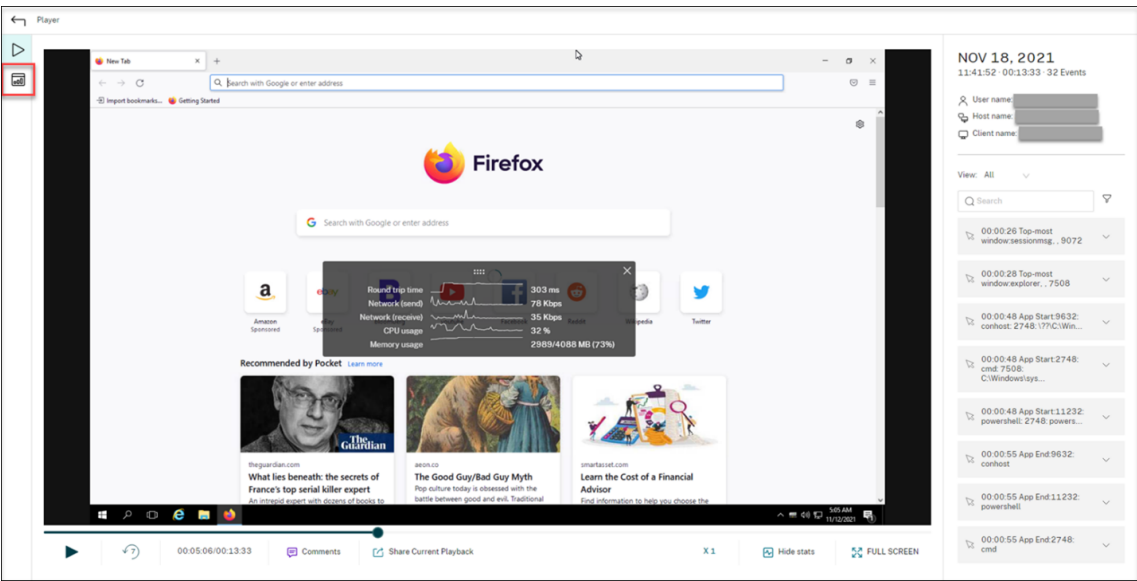 Player
New Tab
Search with Google or enter address
Import bookmarks... Getting Started
Firefox
Search with Google or enter address
Amazon
Sponsored
Wikipedia
Twitter
Round trip time 303 ms
Network (send) 78 Kbps
Network (receive) 35 Kbps
CPU usage 32 %
Memory usage 2989/4088 MB (73%)
Recommended by Pocket Learn more
The Guardian
theguardian.com
What lies beneath: the secrets of
France's top serial killer expert
An intrepid expert with dozens of books to
aeon.co
The Good Guy/Bad Guy Myth
Pop culture today is obsessed with the
battle between good and evil. Traditional
smartasset.com
Learn the Cost of a Financial
Advisor
Find information to help you choose the
5:05 AM
11/12/2021
7
00:05:06/00:13:33
Comments
Share Current Playback
X 1
Hide stats
FULL SCREEN
NOV 18, 2021
11:41:52 · 00:13:33 · 32 Events
User name:
Host name:
Client name:
View: All
Search
00:00:26 Top-most
window:sessionmsg, , 9072
00:00:28 Top-most
window:explorer, , 7508
00:00:48 App Start:9632:
conhost: 2748: \??\C:\Win...
00:00:48 App Start:2748:
cmd: 7508:
C:\Windows\sys...
00:00:48 App Start:11232:
powershell: 2748: powers...
00:00:55 App End:9632:
conhost
00:00:55 App End:11232:
powershell
00:00:55 App End:2748:
cmd